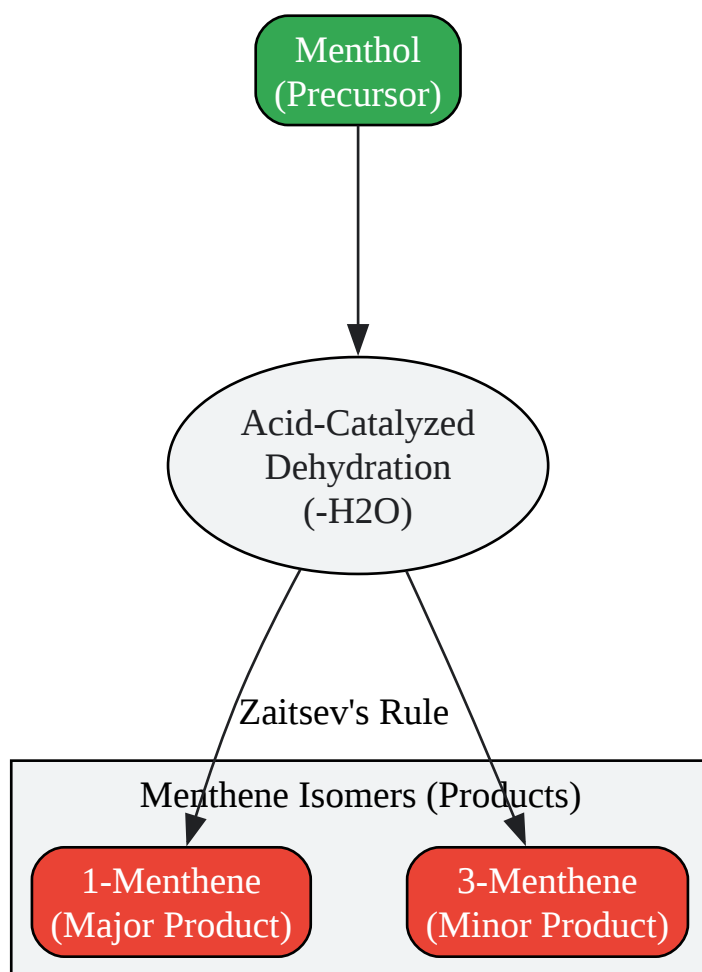 Menthol
(Precursor)
Acid-Catalyzed
Dehydration
(-H2O)
Zaitsev's Rule
Menthene Isomers (Products)
1-Menthene
(Major Product)
3-Menthene
(Minor Product)